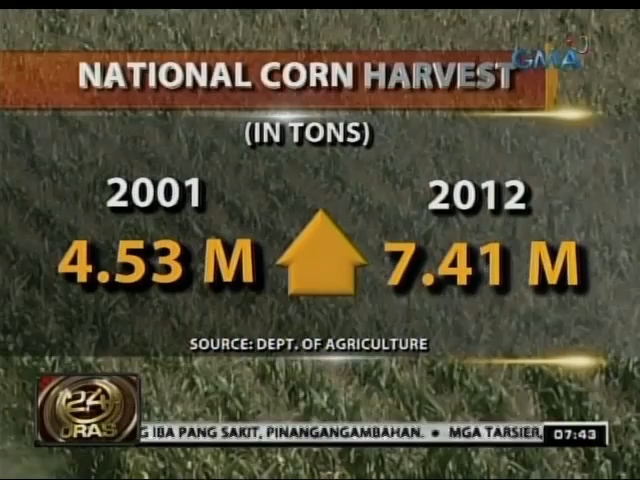 GMA
NATIONAL CORN HARVEST
(IN TONS)
2001
2012
4.53 M
7.41 M
SOURCE: DEPT. OF AGRICULTURE
24
ORAS
IBA PANG SAKIT, PINANGANGAMBAHAN. • MGA TARSIER,
07:43